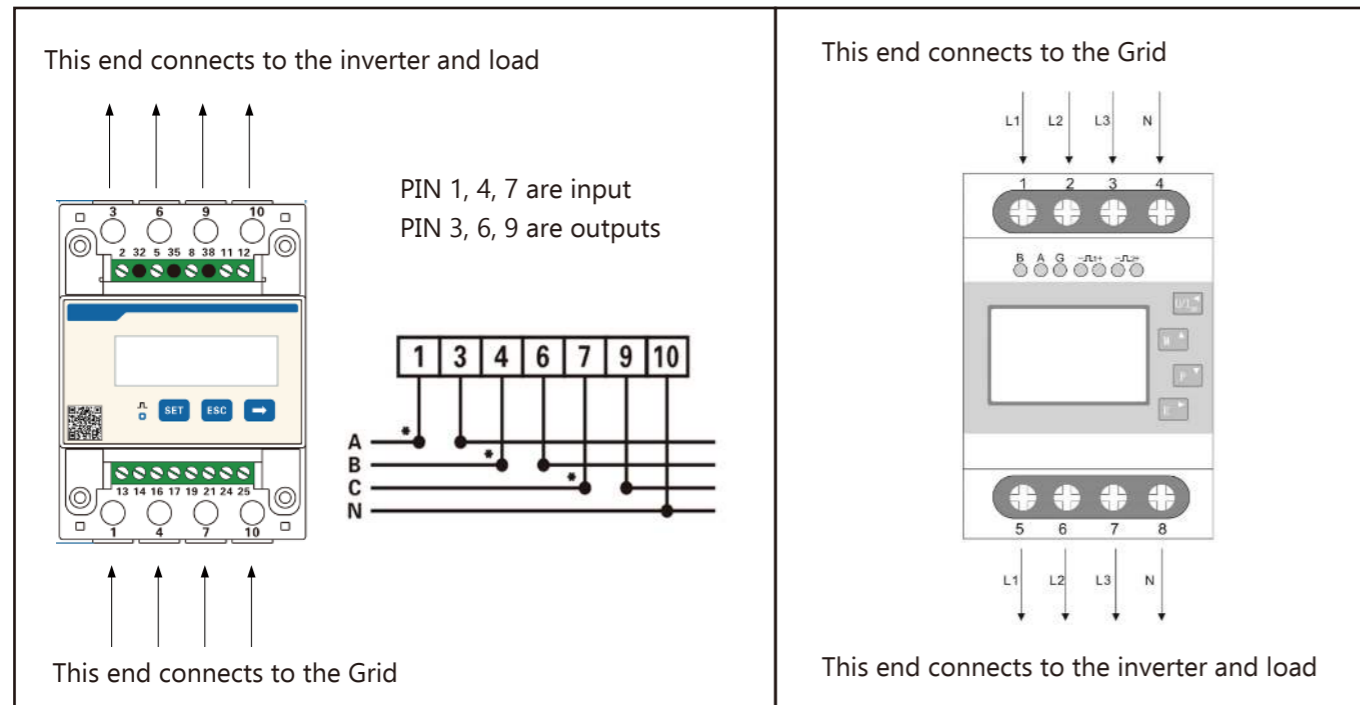 This end connects to the inverter and load
3 6 9 10
2 32 5 35 8 38 11 12
SET ESC
13 14 16 17 19 21 24 25
1 4 7 10
This end connects to the Grid
PIN 1, 4, 7 are input
PIN 3, 6, 9 are outputs
1 3 4 6 7 9 10
A *
B *
C *
N
This end connects to the Grid
L1 L2 L3 N
1 2 3 4
B A G
5 6 7 8
L1 L2 L3 N
This end connects to the inverter and load